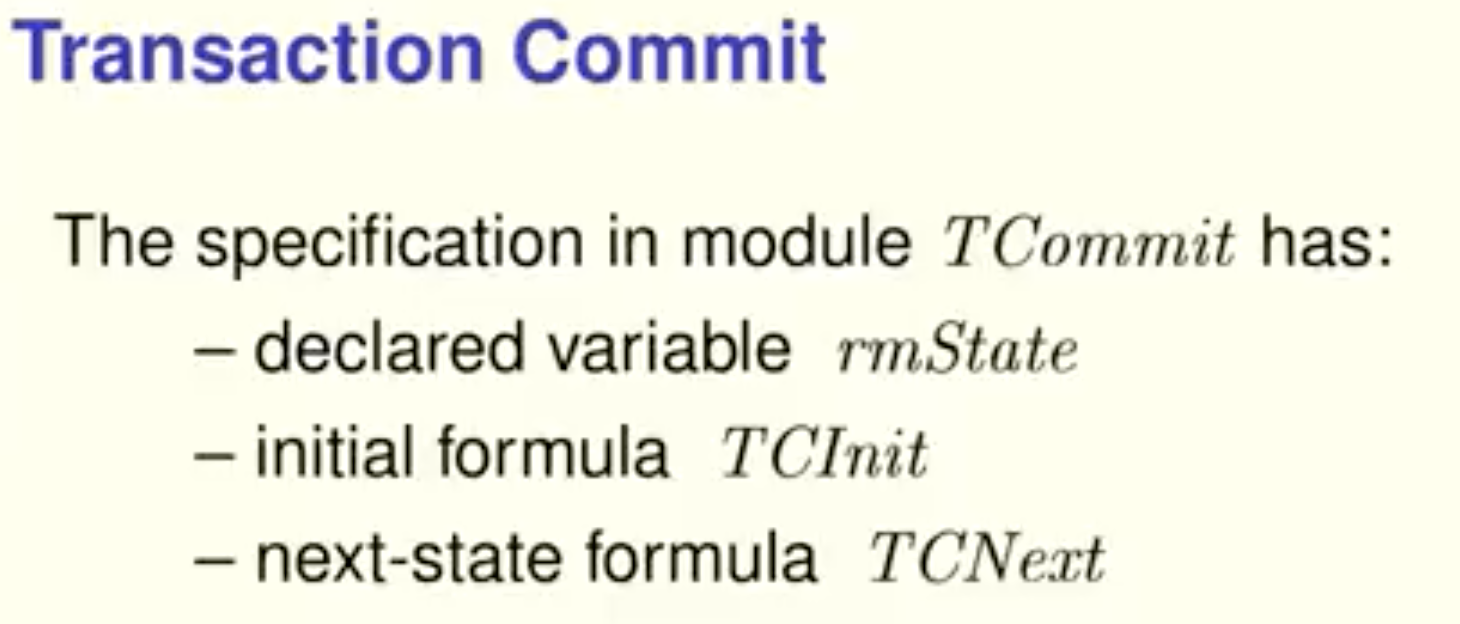 Transaction Commit
The specification in module TCommit has:
– declared variable rmState
– initial formula TCInit
– next-state formula TCNext